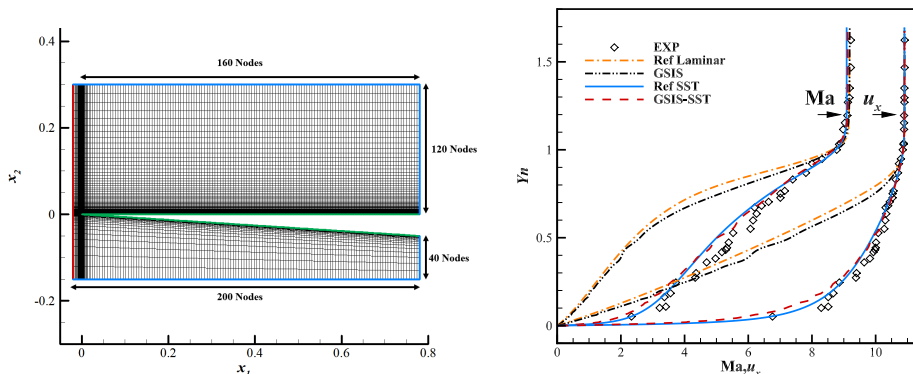 160 Nodes
120 Nodes
40 Nodes
200 Nodes
0.4
0.2
0
-0.2
x₂
0
0.2
0.4
0.6
0.8
x₁
EXP
Ref Laminar
GSIS
Ref SST
GSIS-SST
Ma
uₓ
1.5
1
0.5
0
Yn
0
2
4
6
8
10
Ma,uₓ